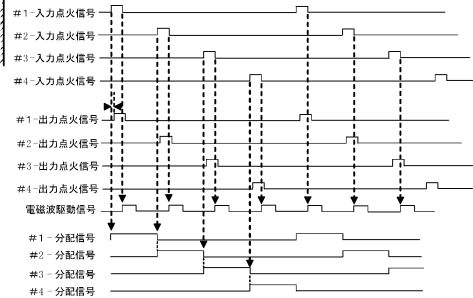 #1-入力点火信号
#2-入力点火信号
#3-入力点火信号
#4-入力点火信号
#1-出力点火信号
#2-出力点火信号
#3-出力点火信号
#4-出力点火信号
電磁波駆動信号
#1-分配信号
#2-分配信号
#3-分配信号
#4-分配信号